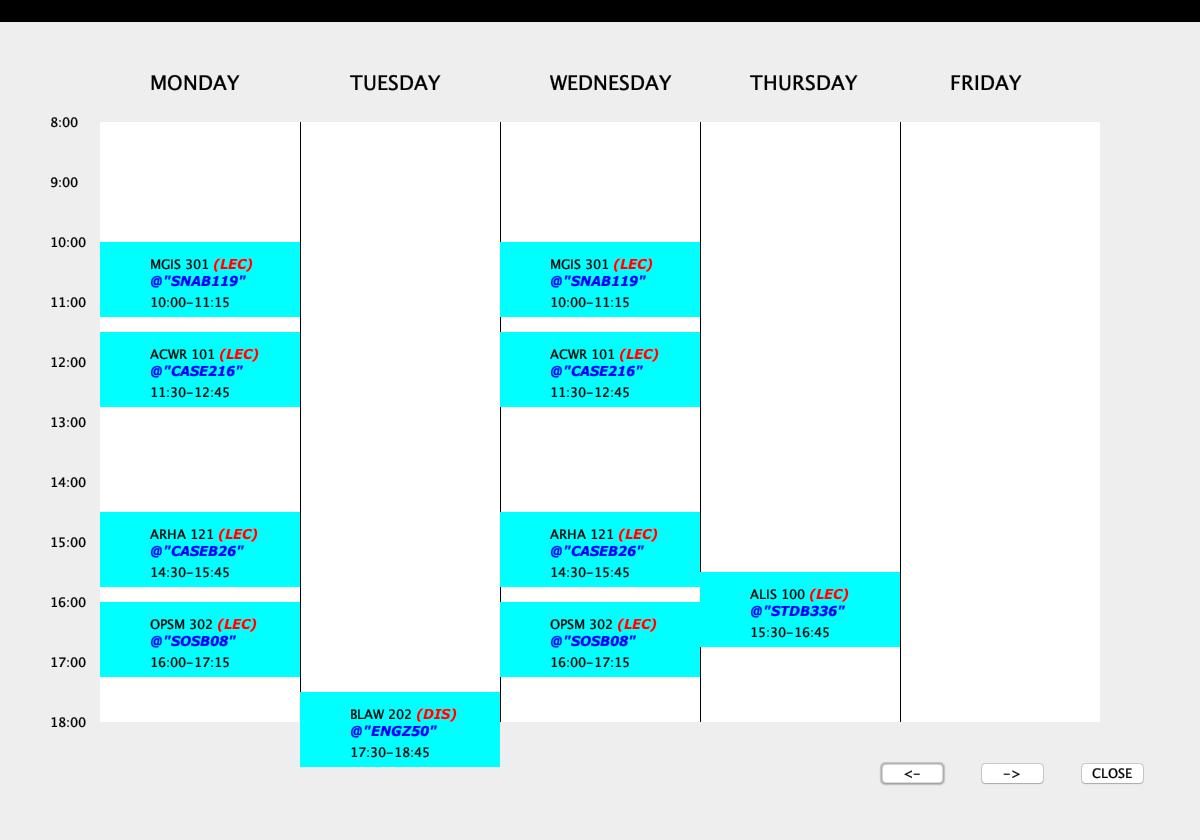 MONDAY TUESDAY WEDNESDAY THURSDAY FRIDAY
8:00
9:00
10:00
MGIS 301 (LEC) MGIS 301 (LEC)
@"SNAB119" @"SNAB119"
11:00 10:00-11:15 10:00-11:15
ACWR 101 (LEC) ACWR 101 (LEC)
12:00 @"CASE216" @"CASE216"
11:30-12:45 11:30-12:45
13:00
14:00
ARHA 121 (LEC) ARHA 121 (LEC)
15:00 @"CASEB26" @"CASEB26"
14:30-15:45 14:30-15:45
16:00 ALIS 100 (LEC)
@"STDB336"
OPSM 302 (LEC) OPSM 302 (LEC) 15:30-16:45
@"SOSB08" @"SOSB08"
17:00 16:00-17:15 16:00-17:15
BLAW 202 (DIS)
18:00 @"ENGZ50"
17:30-18:45
<- -> CLOSE